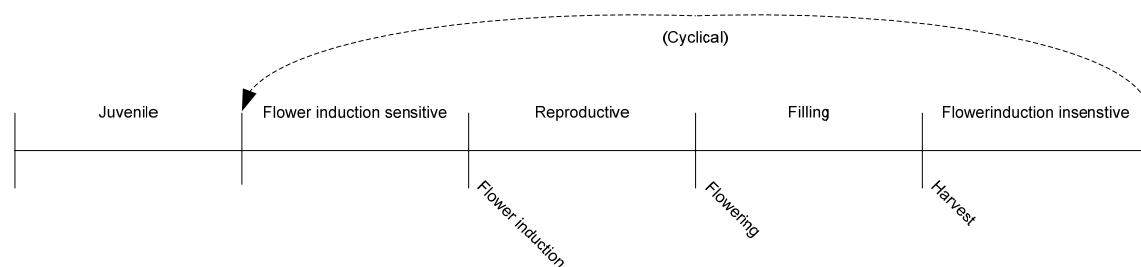 (Cyclical)
Juvenile
Flower induction sensitive
Reproductive
Filling
Flowerinduction insenstive
Flower induction
Flowering
Harvest